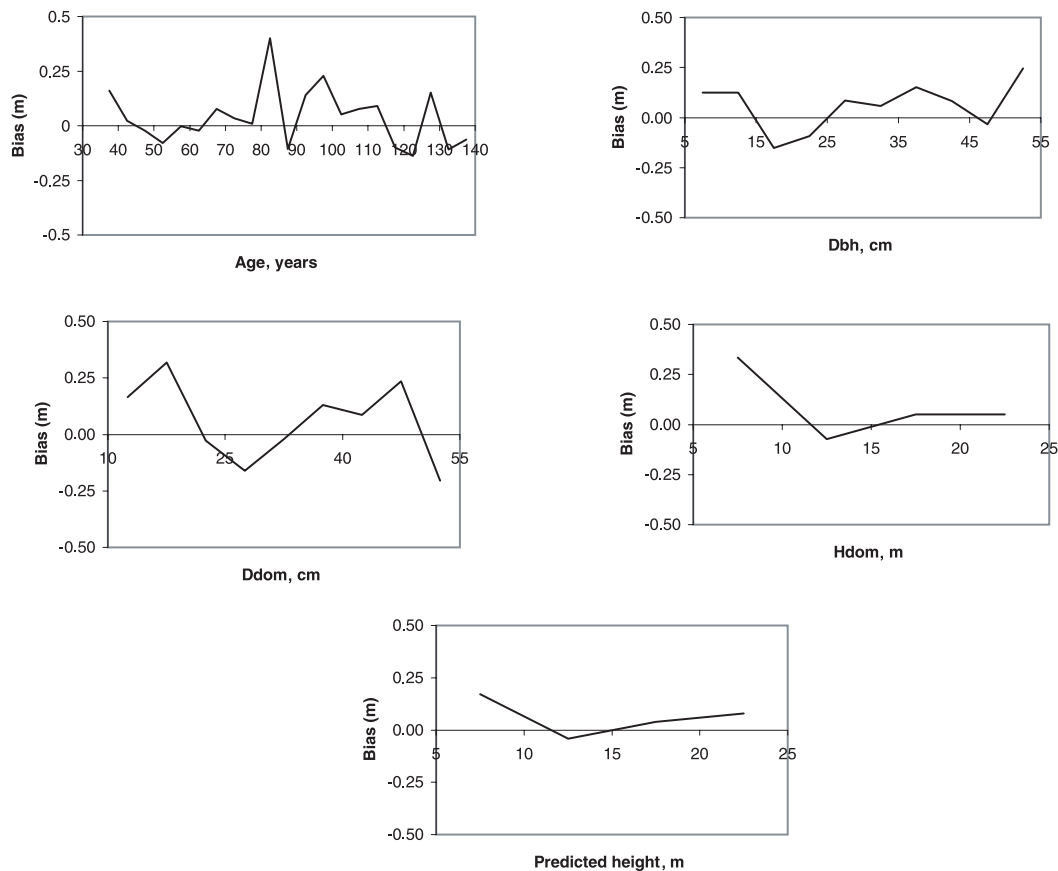 0.5
0.25
0
-0.25
-0.5
Bias (m)
30 40 50 60 70 80 90 100 110 120 130 140
Age, years
0.50
0.25
0.00
-0.25
-0.50
Bias (m)
5 15 25 35 45 55
Dbh, cm
0.50
0.25
0.00
-0.25
-0.50
Bias (m)
10 25 40 55
Ddom, cm
0.50
0.25
0.00
-0.25
-0.50
Bias (m)
5 10 15 20 25
Hdom, m
0.50
0.25
0.00
-0.25
-0.50
Bias (m)
5 10 15 20 25
Predicted height, m